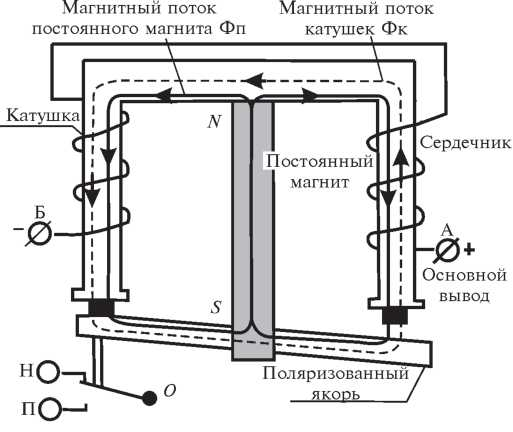 Магнитный поток
постоянного магнита Фп
Магнитный поток
катушек Фк
Катушка
N
Сердечник
Постоянный
магнит
Б
–
А
+
Основной
вывод
S
Н
О
П
Поляризованный
якорь